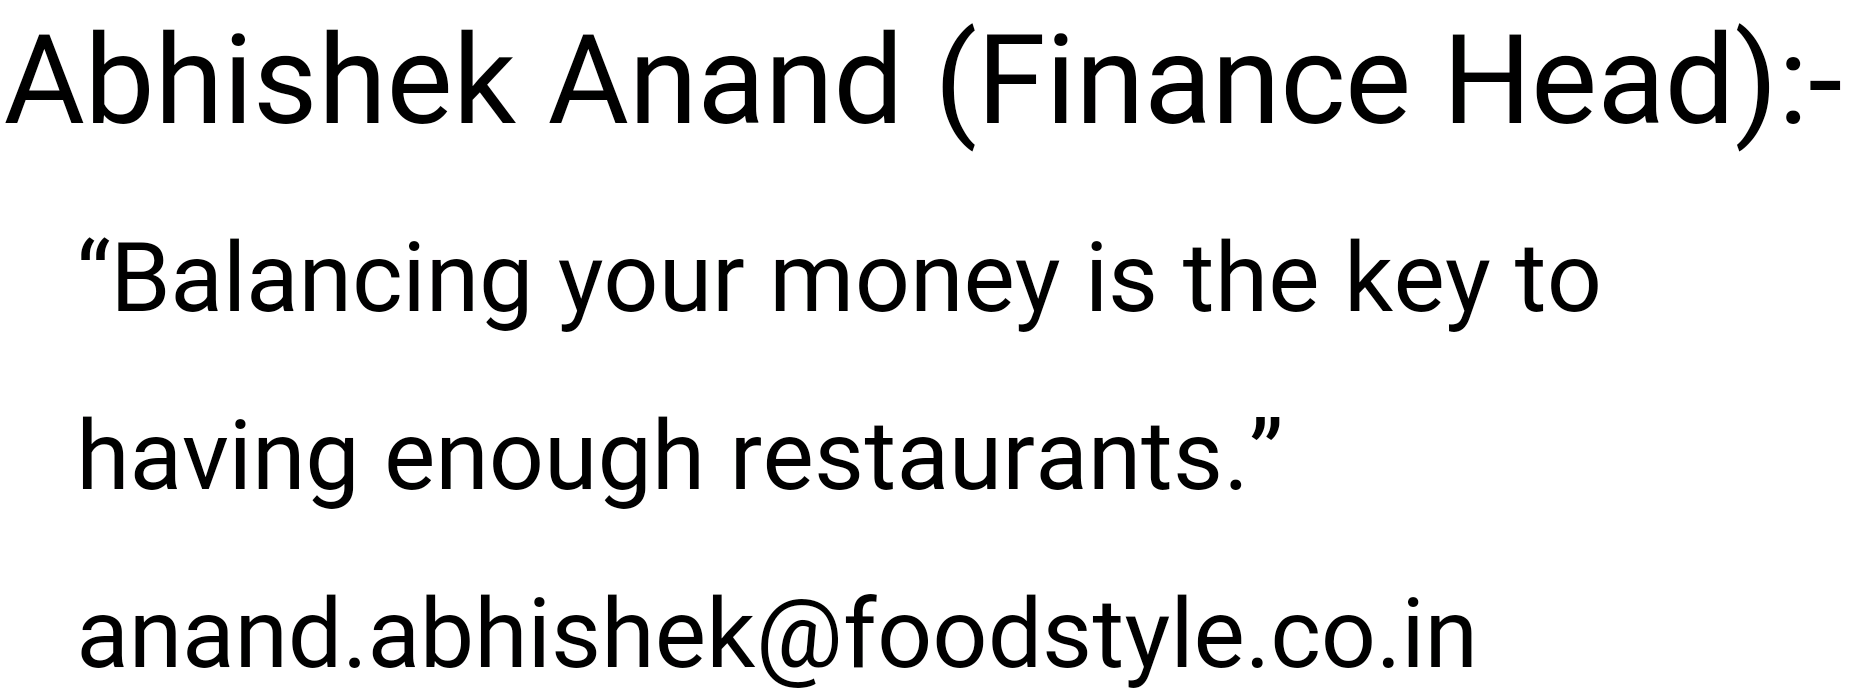 Abhishek Anand (Finance Head):-
“Balancing your money is the key to
having enough restaurants.”
anand.abhishek@foodstyle.co.in